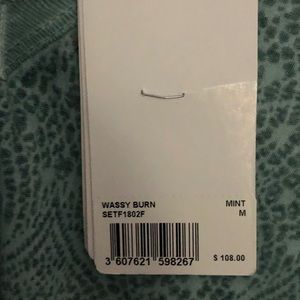 WASSY BURN MINT
SETF1802F M
3 607621 598267 $ 108.00